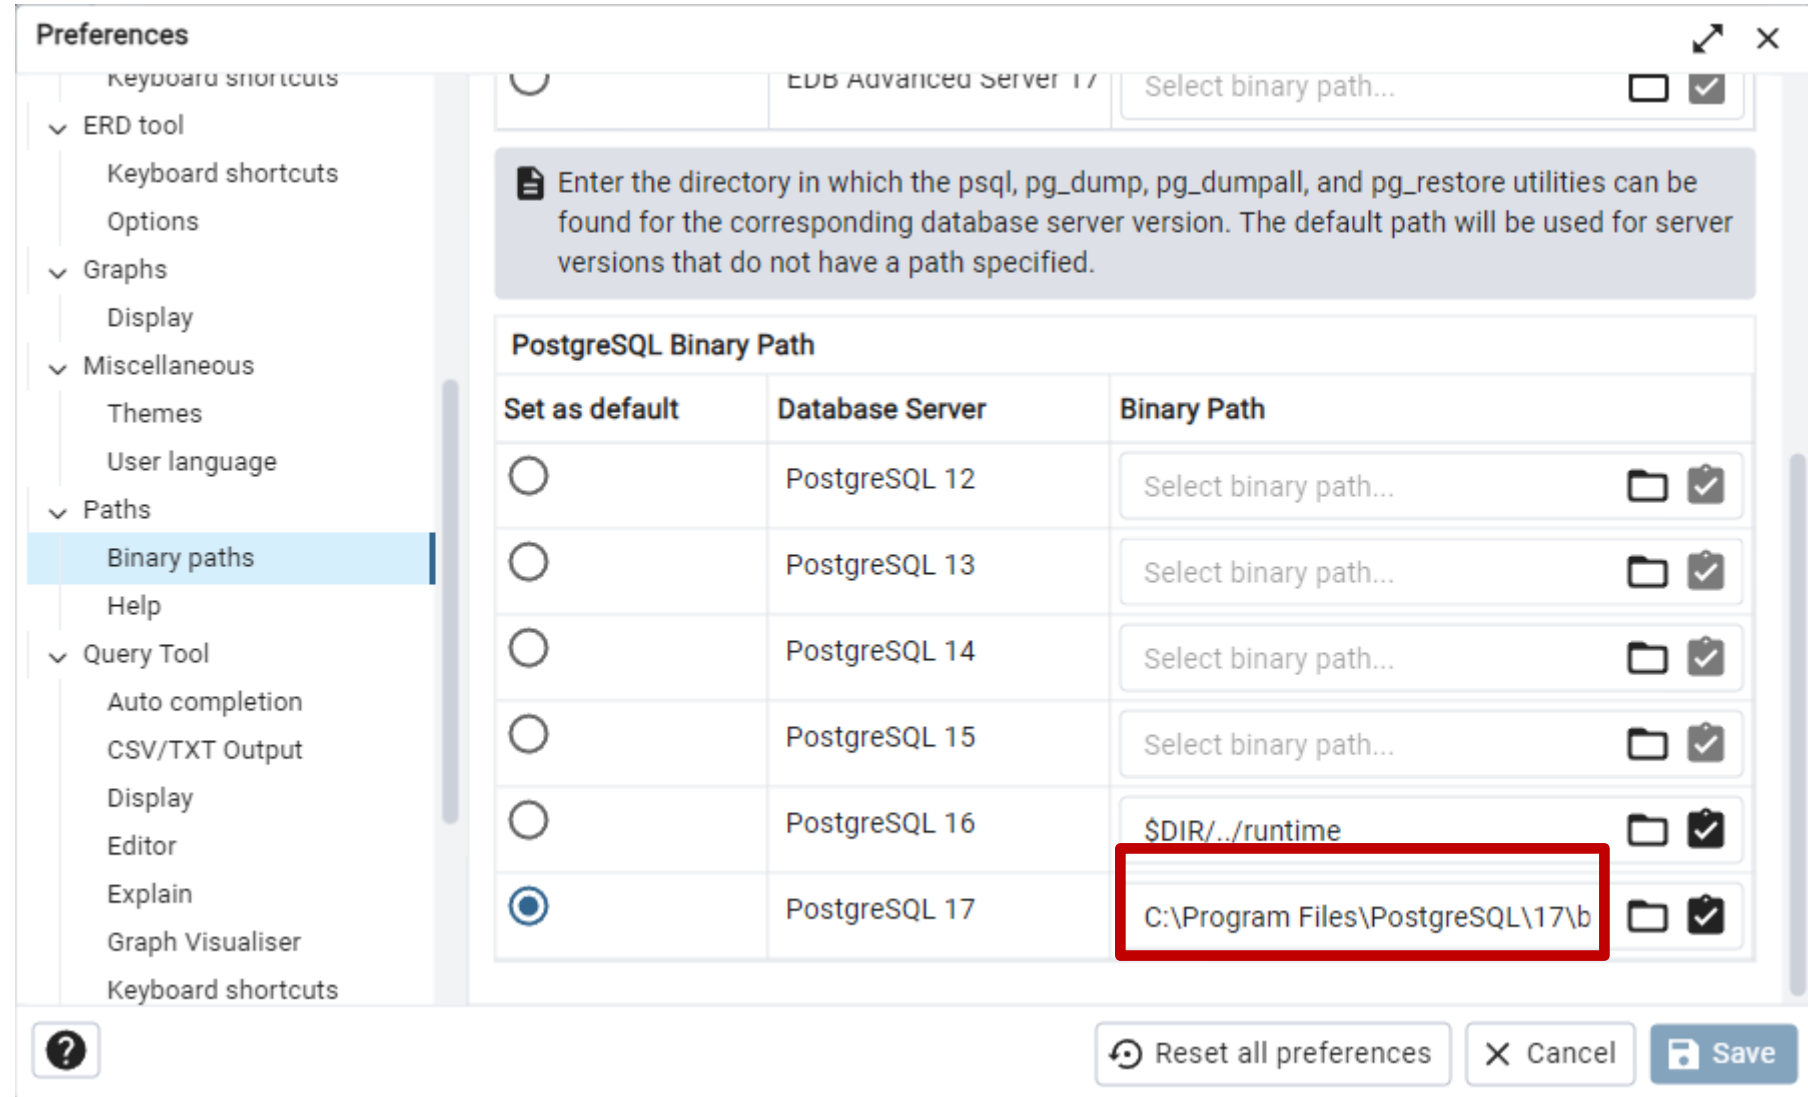 Preferences
Keyboard shortcuts
ERD tool
Keyboard shortcuts
Options
Graphs
Display
Miscellaneous
Themes
User language
Paths
Binary paths
Help
Query Tool
Auto completion
CSV/TXT Output
Display
Editor
Explain
Graph Visualiser
Keyboard shortcuts
EDB Advanced Server 17 Select binary path...
Enter the directory in which the psql, pg_dump, pg_dumpall, and pg_restore utilities can be
found for the corresponding database server version. The default path will be used for server
versions that do not have a path specified.
PostgreSQL Binary Path
Set as default Database Server Binary Path
PostgreSQL 12 Select binary path...
PostgreSQL 13 Select binary path...
PostgreSQL 14 Select binary path...
PostgreSQL 15 Select binary path...
PostgreSQL 16 $DIR/../runtime
PostgreSQL 17 C:\Program Files\PostgreSQL\17\b
Reset all preferences Cancel Save